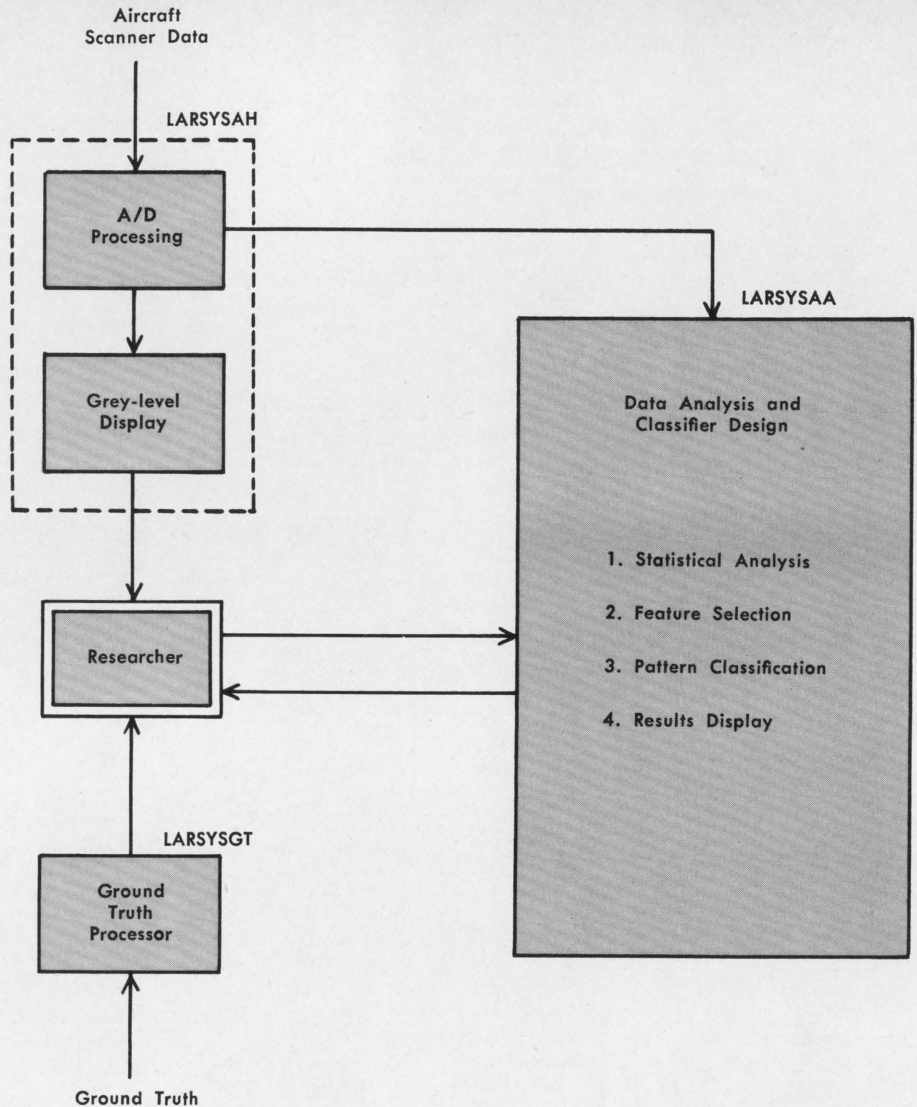 Aircraft
Scanner Data
LARSYSAH
A/D
Processing
Grey-level
Display
LARSYSAA
Data Analysis and
Classifier Design
1. Statistical Analysis
2. Feature Selection
3. Pattern Classification
4. Results Display
Researcher
LARSYSGT
Ground
Truth
Processor
Ground Truth